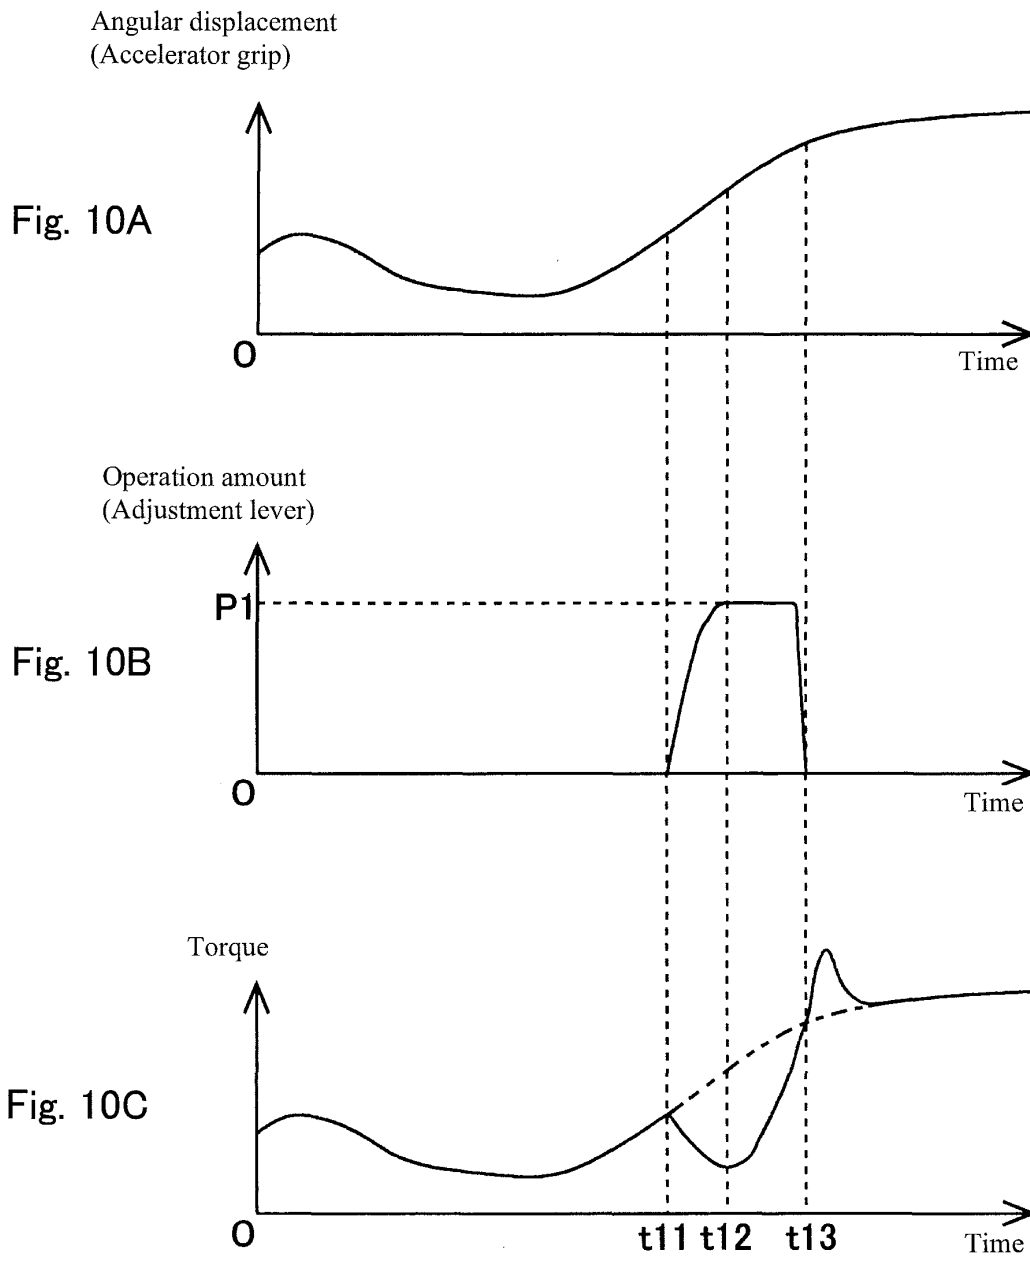 Angular displacement
(Accelerator grip)
Fig. 10A
O
Time
Operation amount
(Adjustment lever)
P1
Fig. 10B
O
Time
Torque
Fig. 10C
O
t11 t12 t13
Time